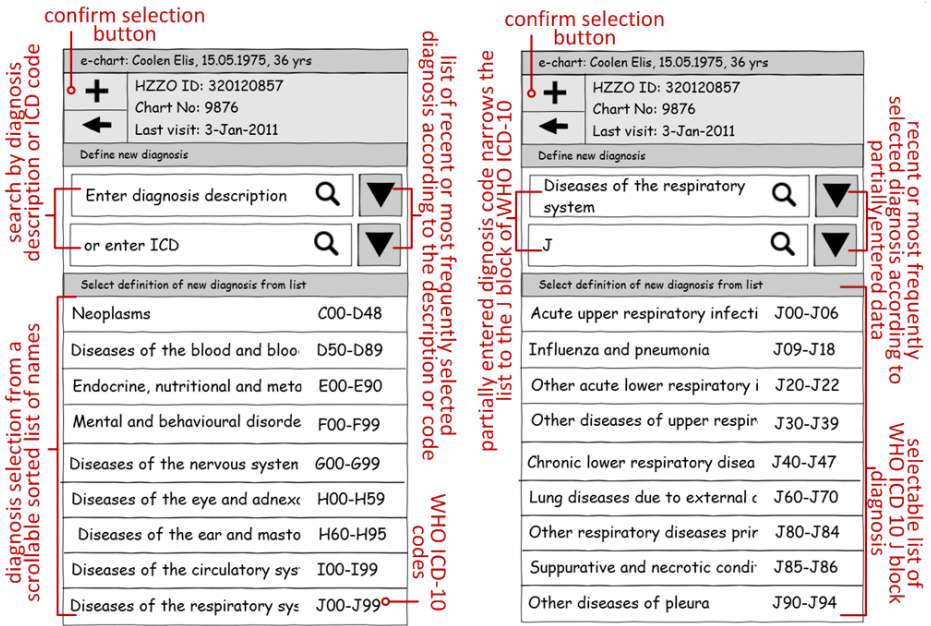 confirm selection
button
search by diagnosis
description or ICD code
e-chart: Coolen Elis, 15.05.1975, 36 yrs
HZZO ID: 320120857
Chart No: 9876
Last visit: 3-Jan-2011
Define new diagnosis
Enter diagnosis description
or enter ICD
Select definition of new diagnosis from list
Neoplasms C00-D48
Diseases of the blood and bloo D50-D89
Endocrine, nutritional and meta E00-E90
Mental and behavioural disorde F00-F99
Diseases of the nervous system G00-G99
Diseases of the eye and adnexc H00-H59
Diseases of the ear and masto H60-H95
Diseases of the circulatory sys I00-I99
Diseases of the respiratory sys J00-J99
diagnosis selection from a
scrollable sorted list of names
list of recent or most frequently selected
diagnosis according to the description or code
WHO ICD-10
codes
confirm selection
button
partially entered dignosis code narrows the
list to the J block of WHO ICD-10
e-chart: Coolen Elis, 15.05.1975, 36 yrs
HZZO ID: 320120857
Chart No: 9876
Last visit: 3-Jan-2011
Define new diagnosis
Diseases of the respiratory
system
J
Select definition of new diagnosis from list
Acute upper respiratory infecti J00-J06
Influenza and pneumonia J09-J18
Other acute lower respiratory i J20-J22
Other diseases of upper respir J30-J39
Chronic lower respiratory disea J40-J47
Lung diseases due to external c J60-J70
Other respiratory diseases prir J80-J84
Suppurative and necrotic condi J85-J86
Other diseases of pleura J90-J94
recent or most frequently
selected diagnosis according to
partially entered data
selectable list of
WHO ICD 10 J block
diagnosis